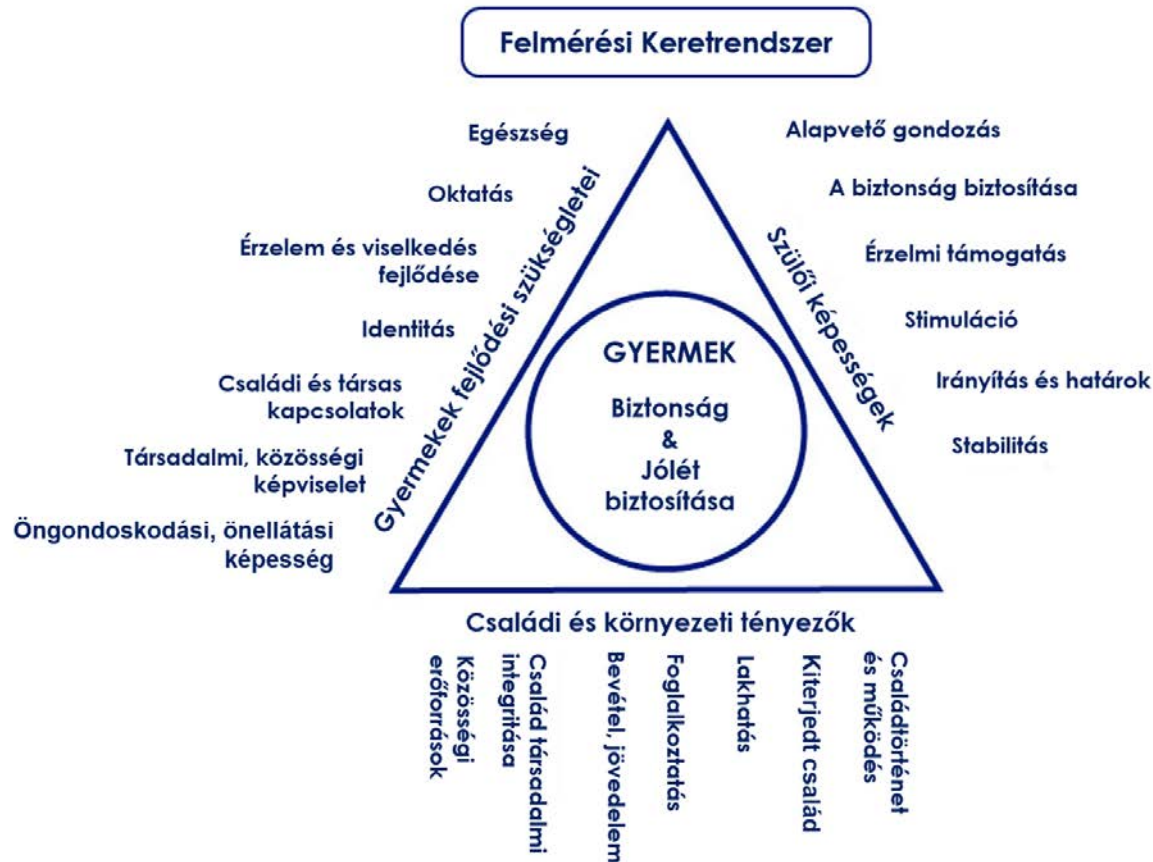 Felmérési Keretrendszer
Egészség
Oktatás
Érzelem és viselkedés
fejlődése
Identitás
Családi és társas
kapcsolatok
Társadalmi, közösségi
képviselet
Öngondoskodási, önellátási
képesség
Gyermekek fejlődési szükségletei
GYERMEK
Biztonság
&
Jólét
biztosítása
Szülői képességek
Alapvető gondozás
A biztonság biztosítása
Érzelmi támogatás
Stimuláció
Irányítás és határok
Stabilitás
Családi és környezeti tényezők
Közösségi
erőforrások
Család társadalmi
integritása
Bevétel, jövedelem
Foglalkoztatás
Lakhatás
Kiterjedt család
Családtörténet
és működés